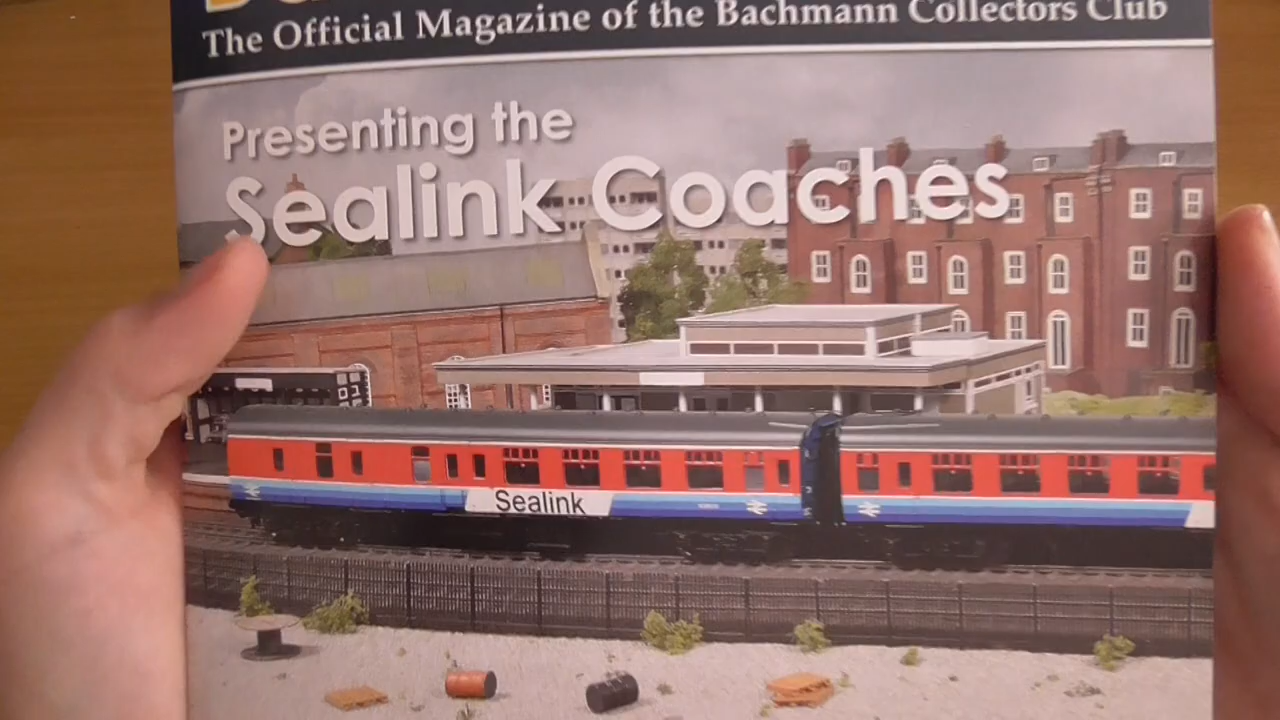 The Official Magazine of the Bachmann Collectors Club
Presenting the
Sealink Coaches
Sealink